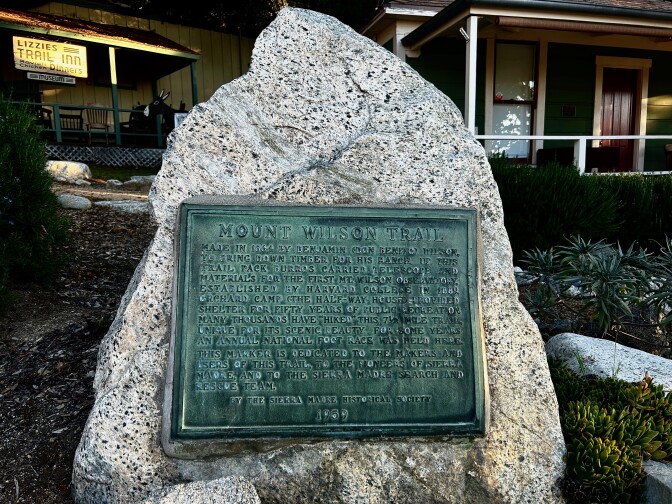 LIZZIES
TRAIL INN
Chicken Dinners
MUSEUM
MOUNT WILSON TRAIL
MADE IN 1864 BY BENJAMIN (DON BENITO) WILSON,
TO BRING DOWN TIMBER FOR HIS RANCH. UP THIS
TRAIL PACK BURROS CARRIED TELESCOPE AND
MATERIALS FOR THE FIRST MT. WILSON OBSERVATORY
ESTABLISHED BY HARVARD COLLEGE IN 1889.
ORCHARD CAMP (THE HALF-WAY HOUSE) PROVIDED
SHELTER FOR FIFTY YEARS OF PUBLIC RECREATION.
MANY THOUSANDS HAVE HIKED THIS MILE TRAIL
UNIQUE FOR ITS SCENIC BEAUTY. FOR SOME YEARS
AN ANNUAL NATIONAL FOOT RACE WAS HELD HERE.
THIS MARKER IS DEDICATED TO THE MAKERS AND
USERS OF THIS TRAIL, TO THE PIONEERS OF SIERRA
MADRE, AND TO THE SIERRA MADRE SEARCH AND
RESCUE TEAM.
BY THE SIERRA MADRE HISTORICAL SOCIETY